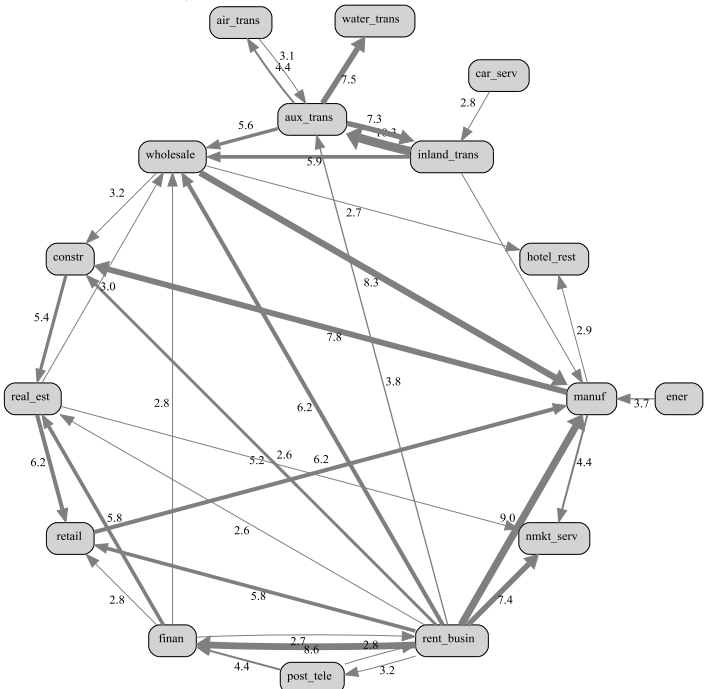 air_trans
water_trans
3.1
4.4
7.5
car_serv
2.8
aux_trans
7.3
5.6
wholesale
5.9
inland_trans
3.2
2.7
constr
hotel_rest
3.0
8.3
5.4
7.8
2.9
3.8
real_est
manuf
3.7
ener
2.8
6.2
6.2
5.2
2.6
6.2
4.4
5.8
9.0
retail
2.6
nmkt_serv
2.8
5.8
7.4
finan
2.7
8.6
2.8
rent_busin
4.4
3.2
post_tele